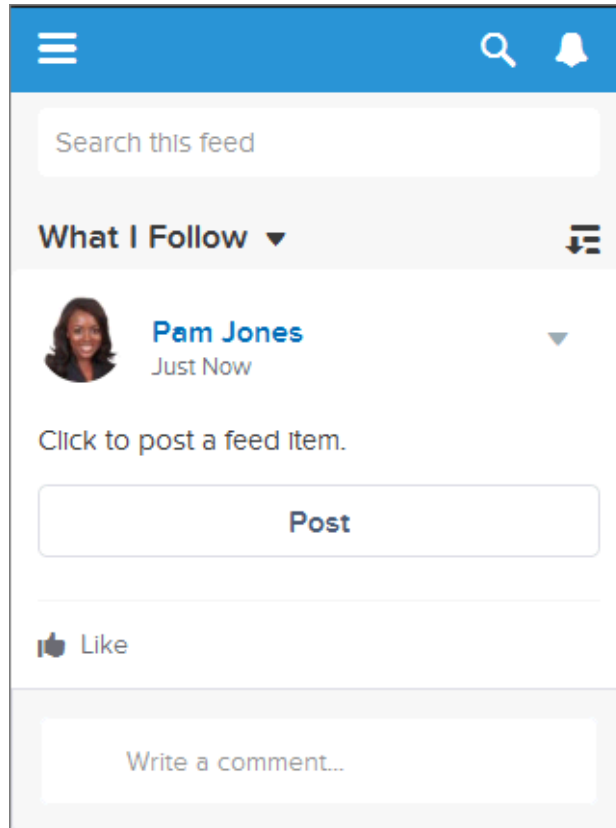 Search this feed
What I Follow
Pam Jones
Just Now
Click to post a feed item.
Post
Like
Write a comment...